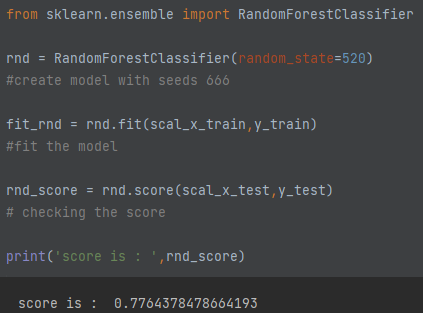 from sklearn.ensemble import RandomForestClassifier
rnd = RandomForestClassifier(random_state=520)
#create model with seeds 666
fit_rnd = rnd.fit(scal_x_train,y_train)
#fit the model
rnd_score = rnd.score(scal_x_test,y_test)
# checking the score
print('score is : ',rnd_score)
score is :  0.7764378478664193